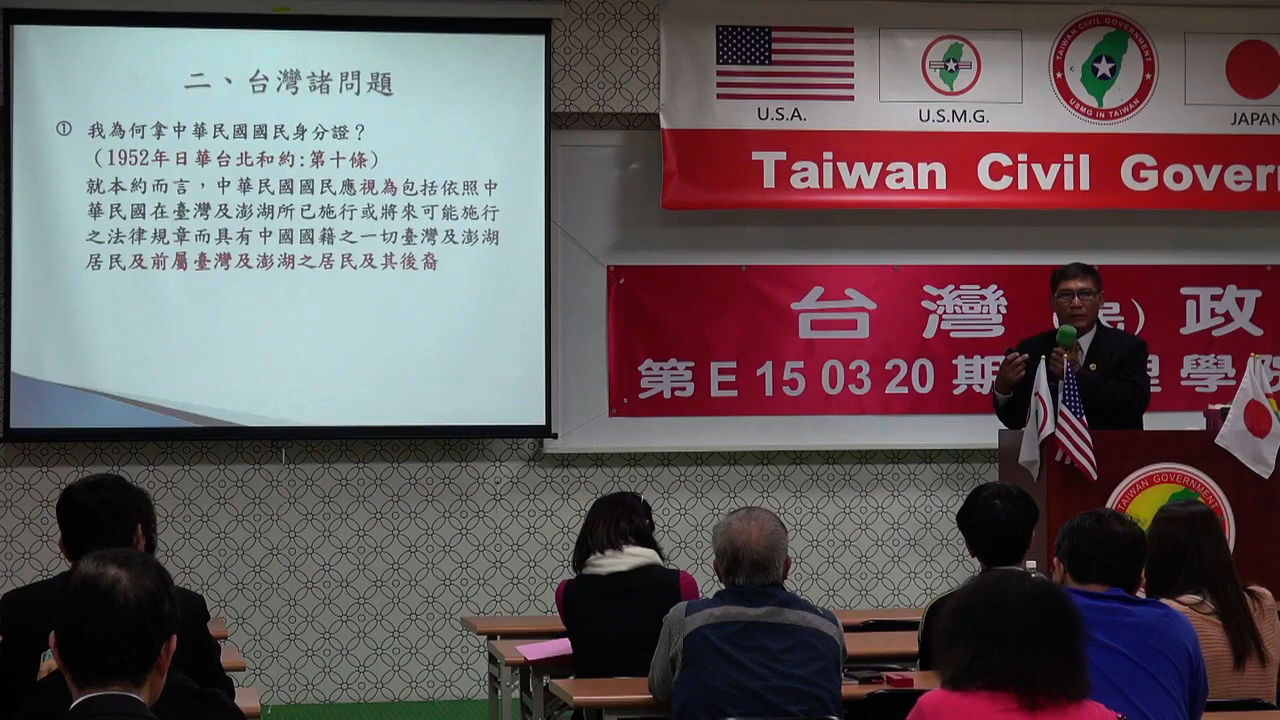 二、台灣諸問題
① 我為何拿中華民國國民身分證？
（1952年日華台北和約:第十條）
就本約而言，中華民國國民應視為包括依照中
華民國在臺灣及澎湖所已施行或將來可能施行
之法律規章而具有中國國籍之一切臺灣及澎湖
居民及前屬臺灣及澎湖之居民及其後裔
TAIWAN CIVIL GOVERNMENT
USMG IN TAIWAN
U.S.A.
U.S.M.G.
JAPAN
Taiwan Civil Govern
台灣（民）政
第E 15 03 20 期 理學院
TAIWAN GOVERNMENT